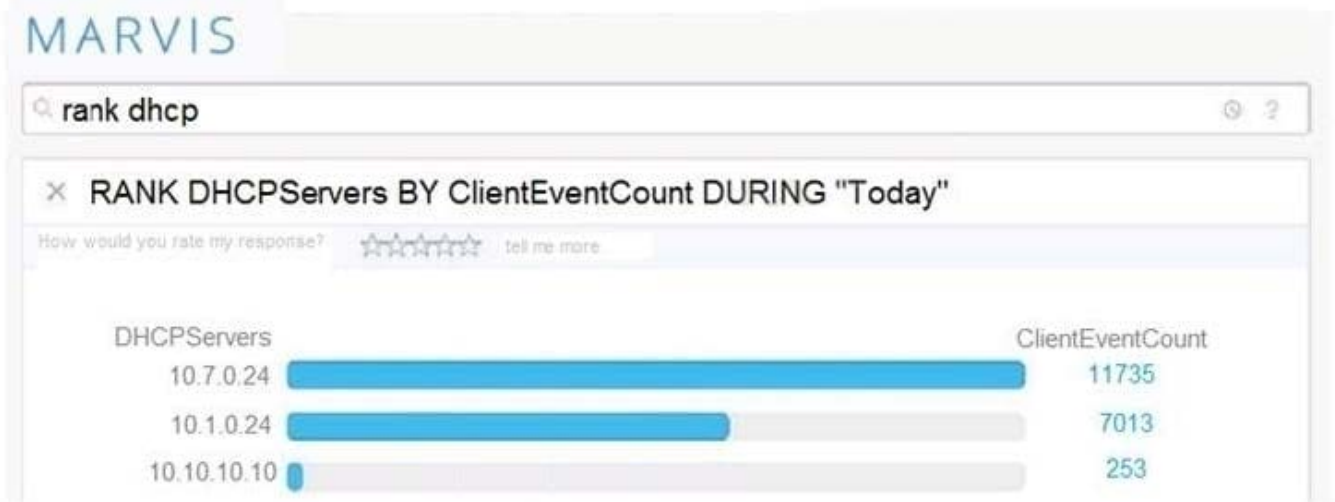 MARVIS
rank dhcp ?
× RANK DHCPServers BY ClientEventCount DURING "Today"
How would you rate my response? tell me more
DHCPServers ClientEventCount
10.7.0.24 11735
10.1.0.24 7013
10.10.10.10 253